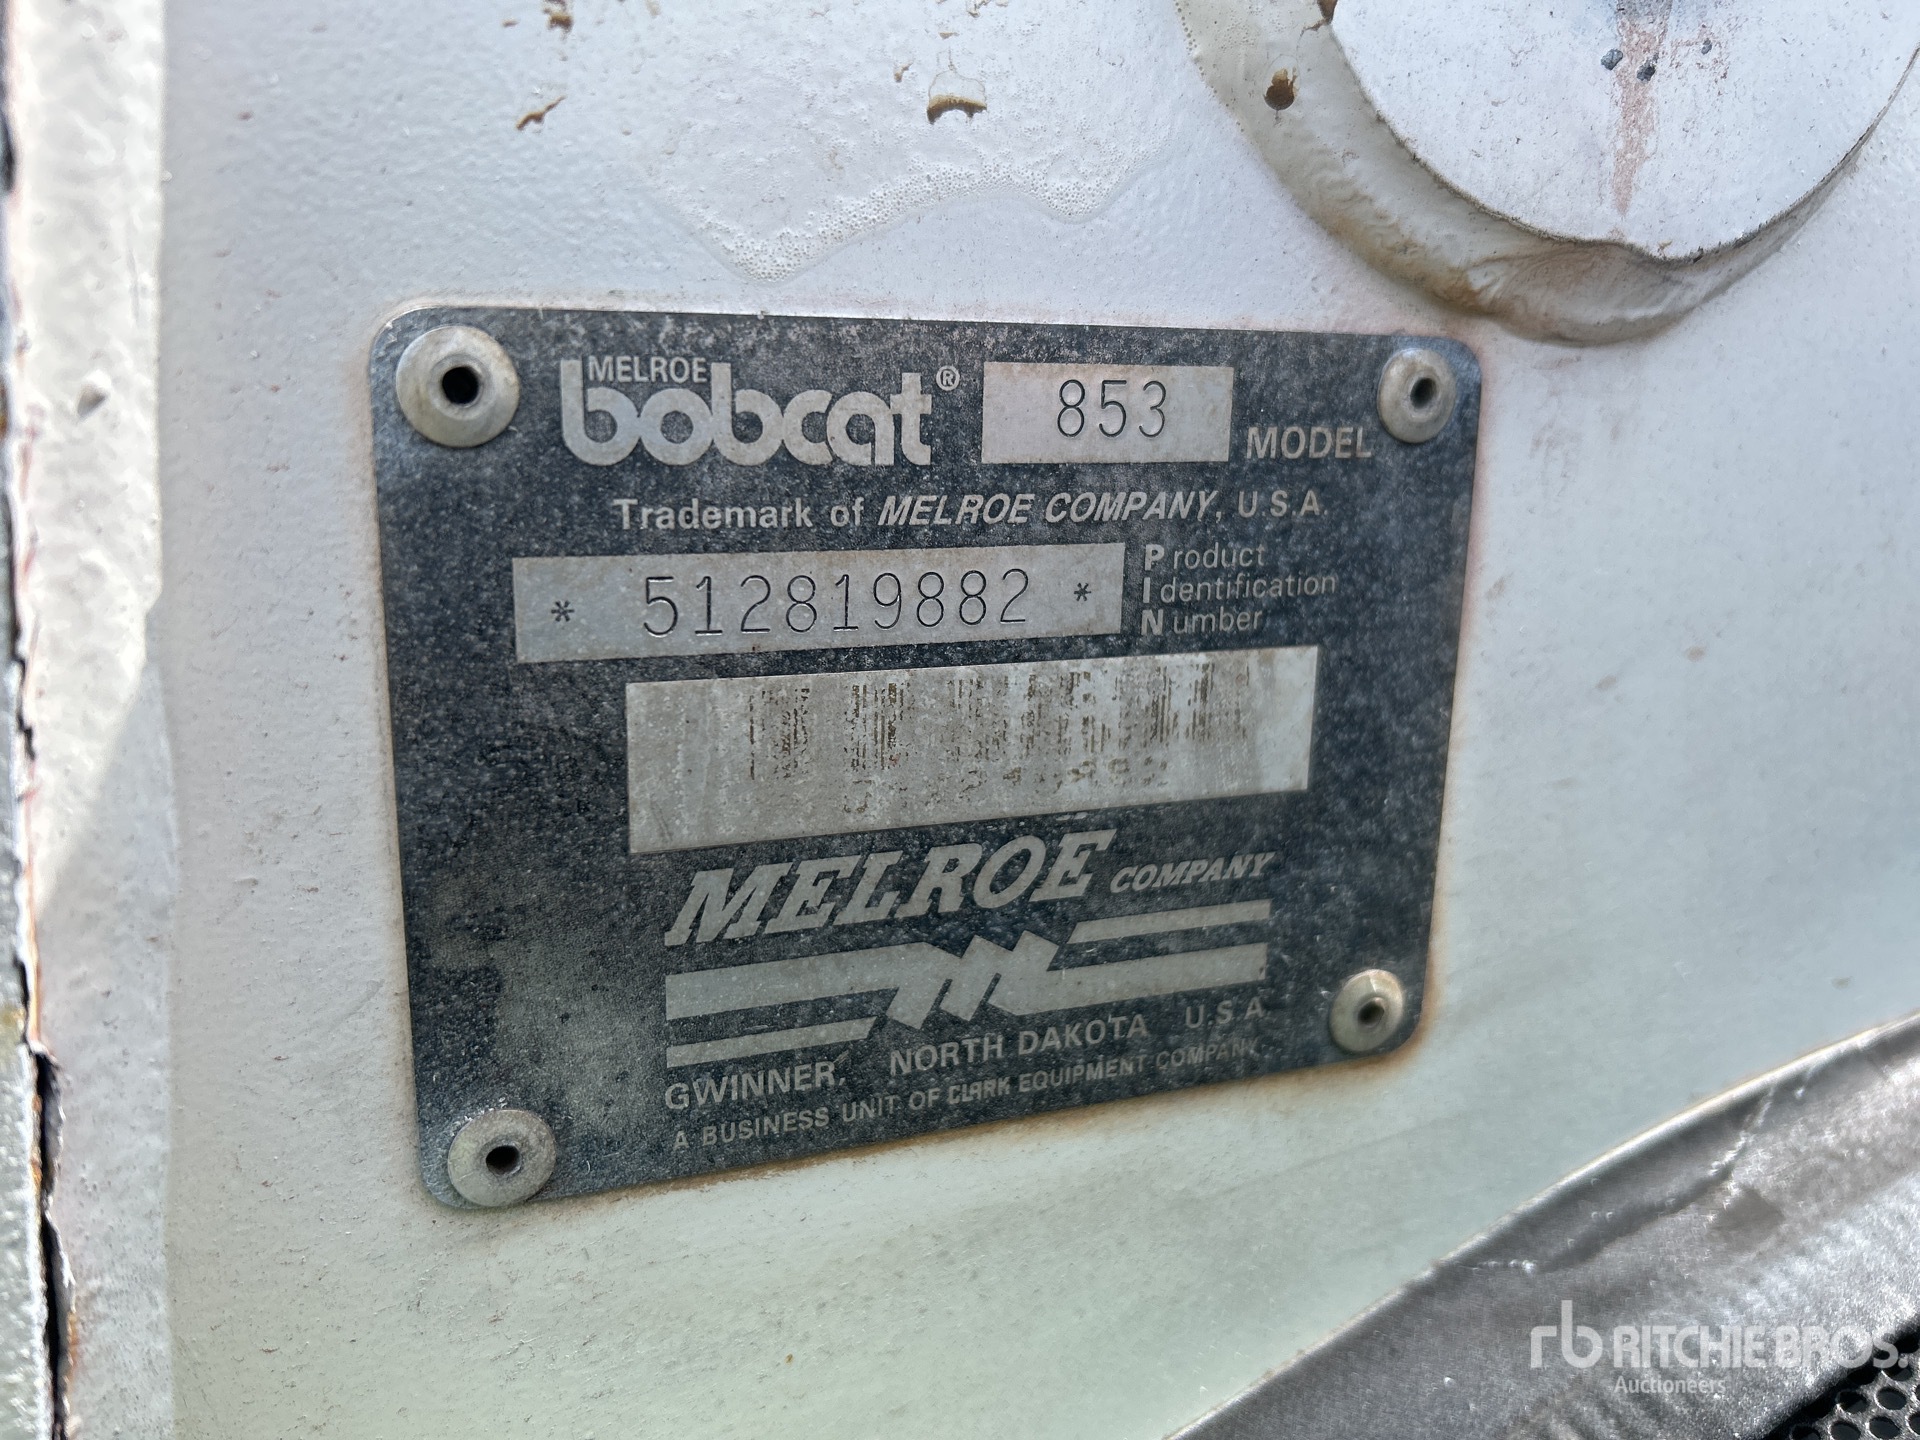 MELROE
bobcat® 853 MODEL
Trademark of MELROE COMPANY, U.S.A.
* 512819882 * Product
Identification
Number
MELROE COMPANY
GWINNER, NORTH DAKOTA U.S.A
A BUSINESS UNIT OF CLARK EQUIPMENT COMPANY
rb RITCHIE BROS.
Auctioneers